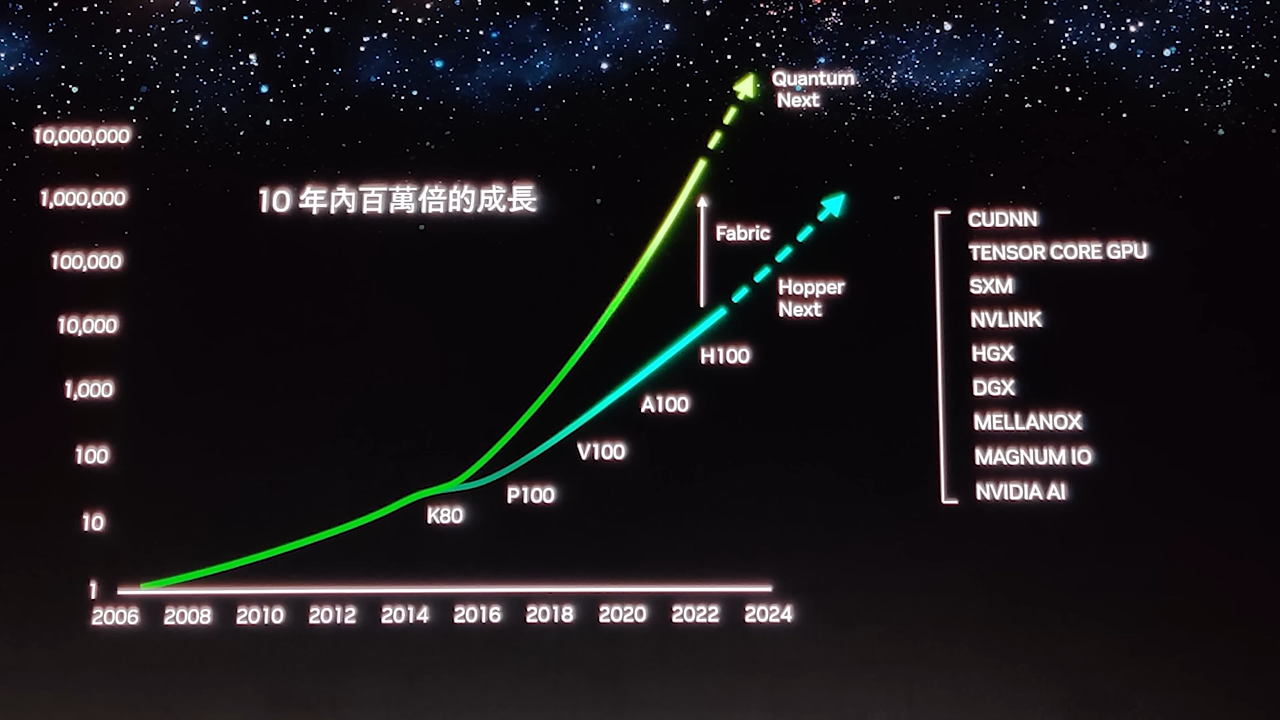 10 年內百萬倍的成長
10,000,000
1,000,000
100,000
10,000
1,000
100
10
1
2006 2008 2010 2012 2014 2016 2018 2020 2022 2024
K80
P100
V100
A100
H100
Fabric
Quantum
Next
Hopper
Next
CUDNN
TENSOR CORE GPU
SXM
NVLINK
HGX
DGX
MELLANOX
MAGNUM IO
NVIDIA AI